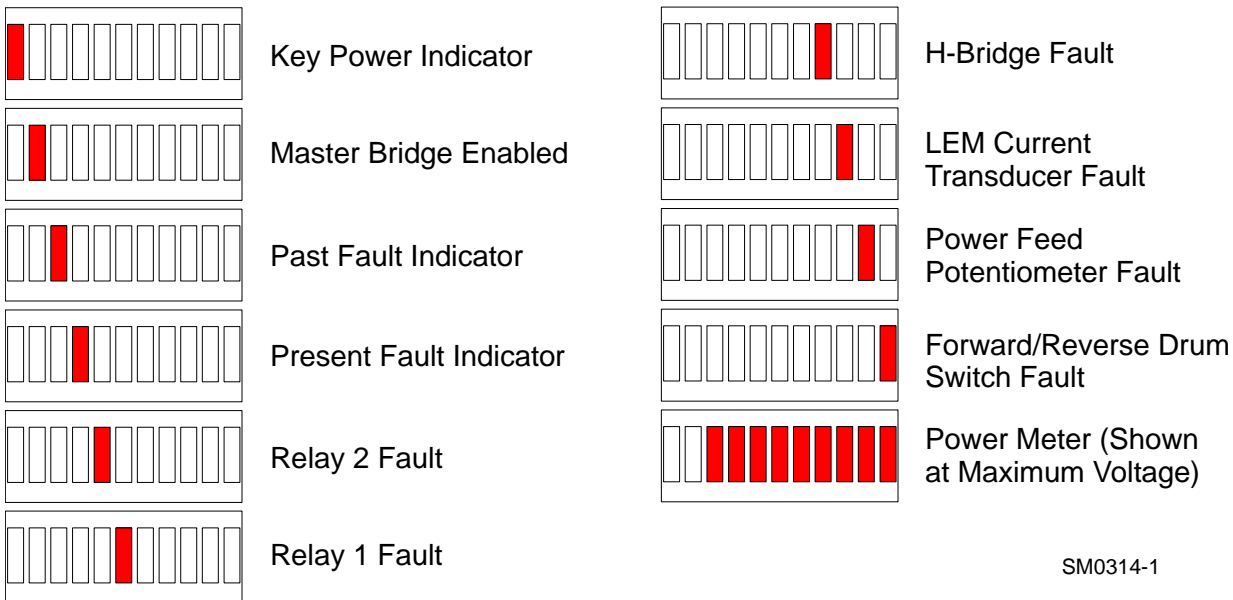 Key Power Indicator
Master Bridge Enabled
Past Fault Indicator
Present Fault Indicator
Relay 2 Fault
Relay 1 Fault
H-Bridge Fault
LEM Current
Transducer Fault
Power Feed
Potentiometer Fault
Forward/Reverse Drum
Switch Fault
Power Meter (Shown
at Maximum Voltage)
SM0314-1